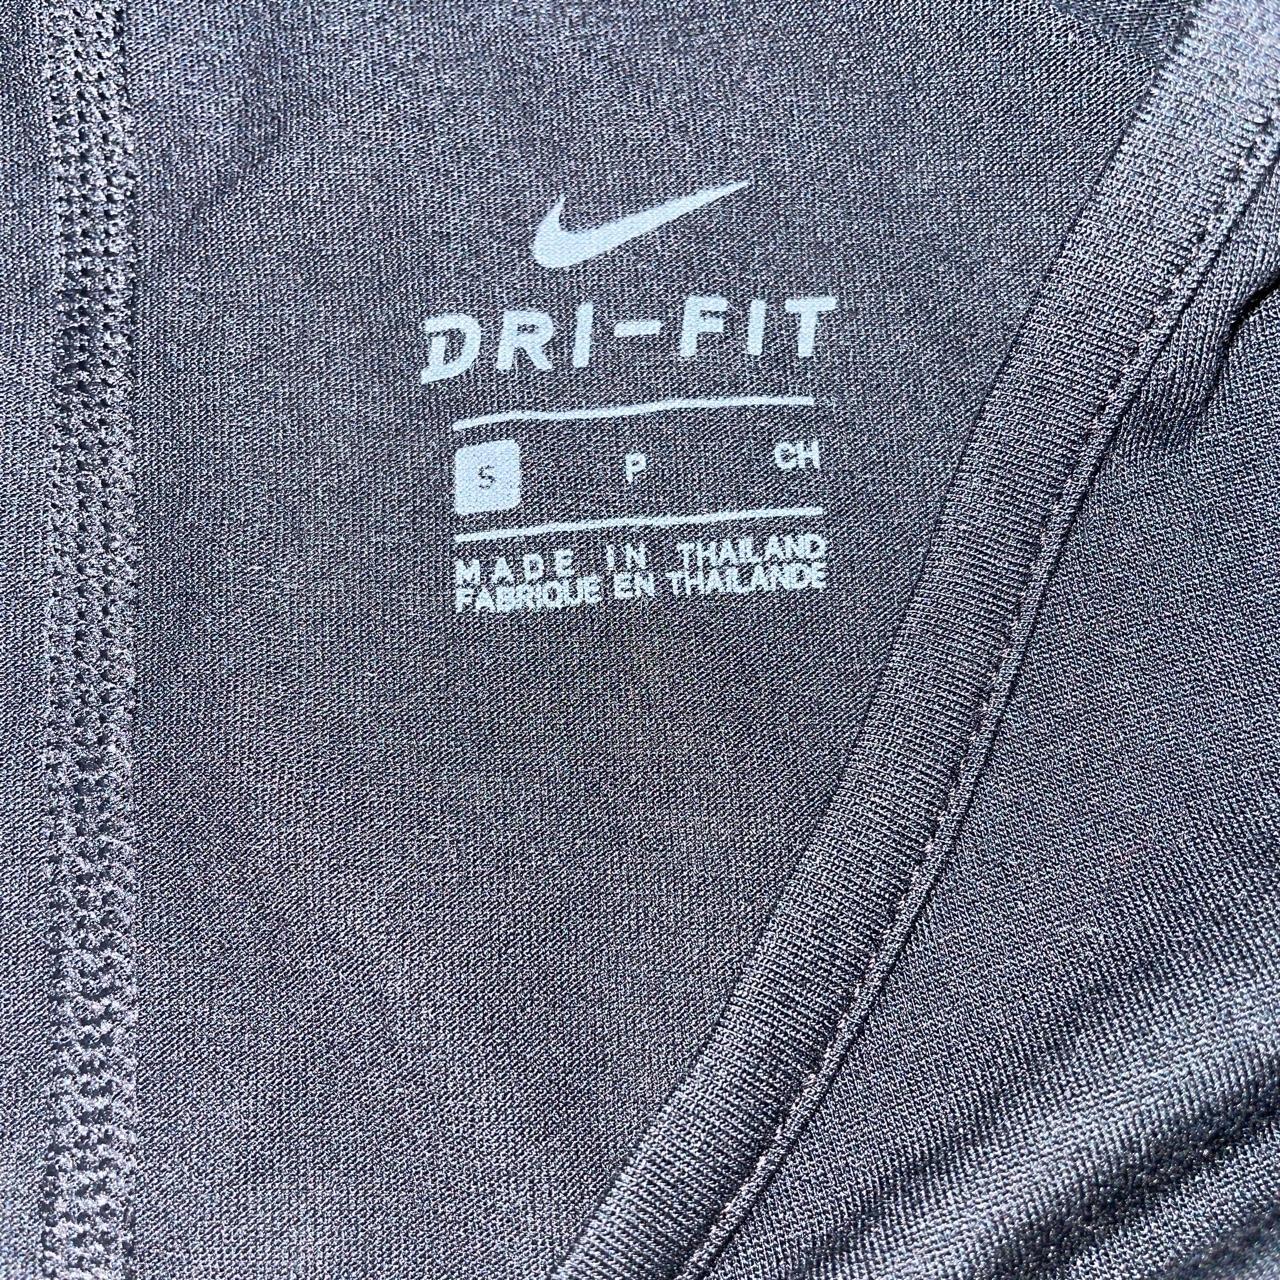 DRI-FIT
S P CH
MADE IN THAILAND
FABRIQUE EN THAILANDE